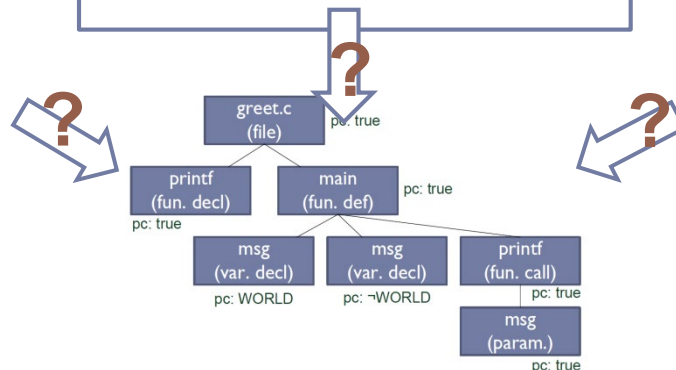 ?
?
?
greet.c
(file)
pc: true
printf
(fun. decl)
pc: true
main
(fun. def)
pc: true
msg
(var. decl)
pc: WORLD
msg
(var. decl)
pc: ¬WORLD
printf
(fun. call)
pc: true
msg
(param.)
pc: true